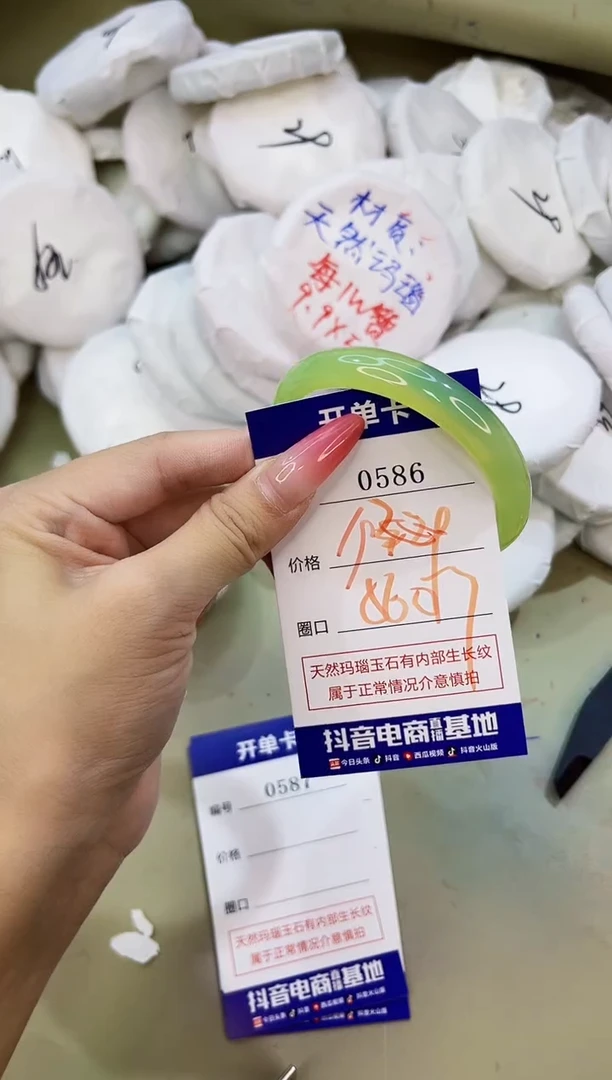 材质:
天然玛瑙
每1W售
开单卡
0586
价格
圈口
天然玛瑙玉石有内部生长纹
属于正常情况介意慎拍
抖音电商直播基地
今日头条 抖音 西瓜视频 抖音火山版
开单卡
编号 0587
价格
圈口
天然玛瑙玉石有内部生长纹
属于正常情况介意慎拍
抖音电商直播基地
今日头条 抖音 西瓜视频 抖音火山版